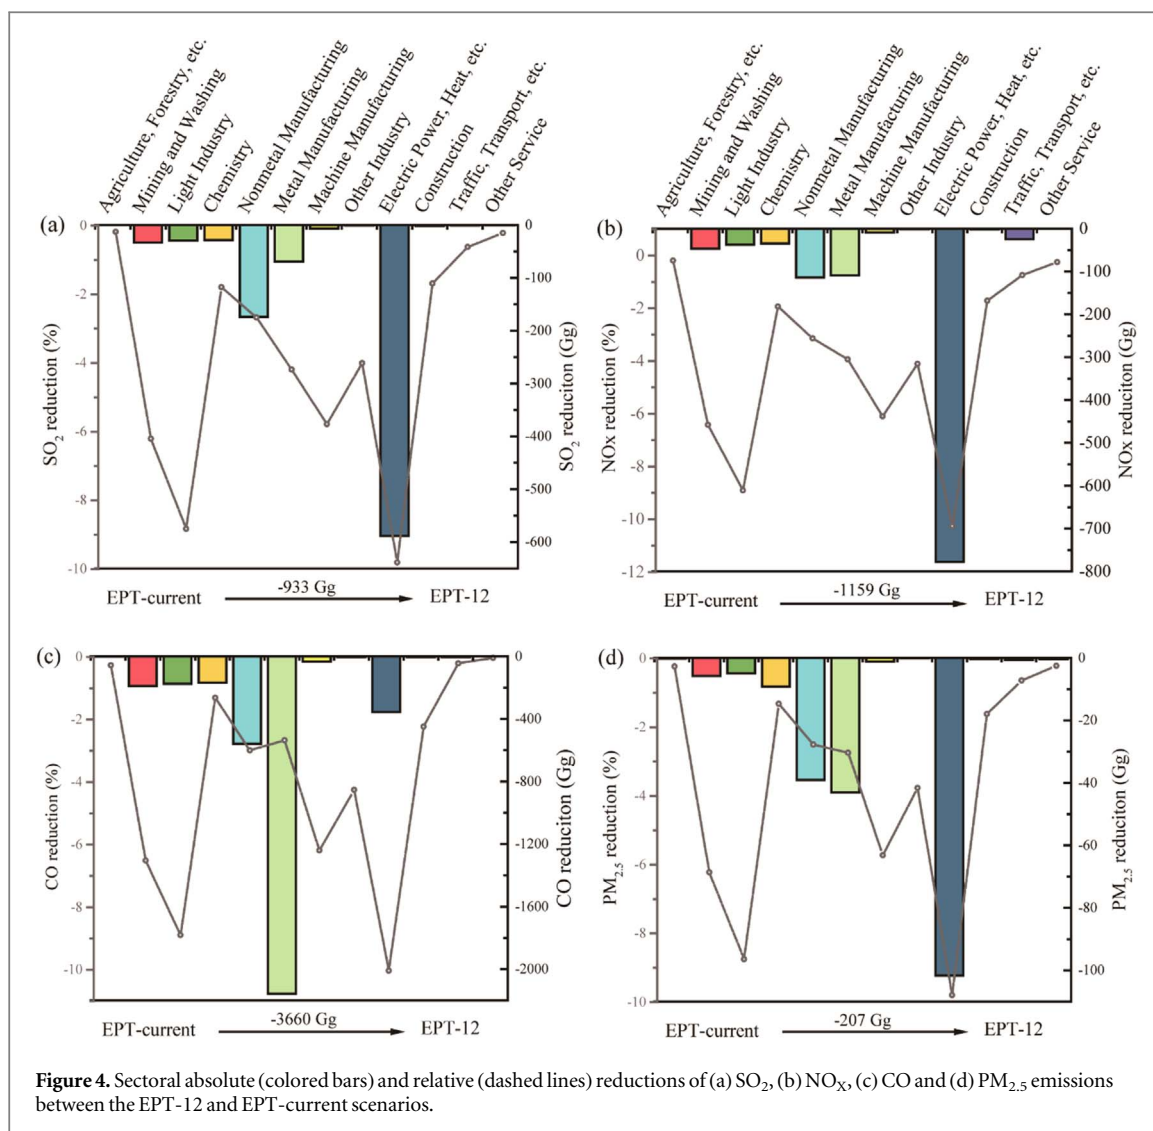 Agriculture, Forestry, etc.
Mining and Washing
Light Industry
Chemistry
Nonmetal Manufacturing
Metal Manufacturing
Machine Manufacturing
Other Industry
Electric Power, Heat, etc.
Construction
Traffic, Transport, etc.
Other Service
(a)
SO2 reduction (%)
0
-2
-4
-6
-8
-10
0
-100
-200
-300
-400
-500
-600
SO2 reduciton (Gg)
EPT-current
-933 Gg
EPT-12
Agriculture, Forestry, etc.
Mining and Washing
Light Industry
Chemistry
Nonmetal Manufacturing
Metal Manufacturing
Machine Manufacturing
Other Industry
Electric Power, Heat, etc.
Construction
Traffic, Transport, etc.
Other Service
(b)
NOx reduction (%)
0
-2
-4
-6
-8
-10
-12
0
-100
-200
-300
-400
-500
-600
-700
-800
NOx reduciton (Gg)
EPT-current
-1159 Gg
EPT-12
(c)
CO reduction (%)
0
-2
-4
-6
-8
-10
0
-400
-800
-1200
-1600
-2000
CO reduciton (Gg)
EPT-current
-3660 Gg
EPT-12
(d)
PM2.5 reduction (%)
0
-2
-4
-6
-8
-10
0
-20
-40
-60
-80
-100
PM2.5 reduciton (Gg)
EPT-current
-207 Gg
EPT-12
Figure 4. Sectoral absolute (colored bars) and relative (dashed lines) reductions of (a) SO2, (b) NOX, (c) CO and (d) PM2.5 emissions
between the EPT-12 and EPT-current scenarios.